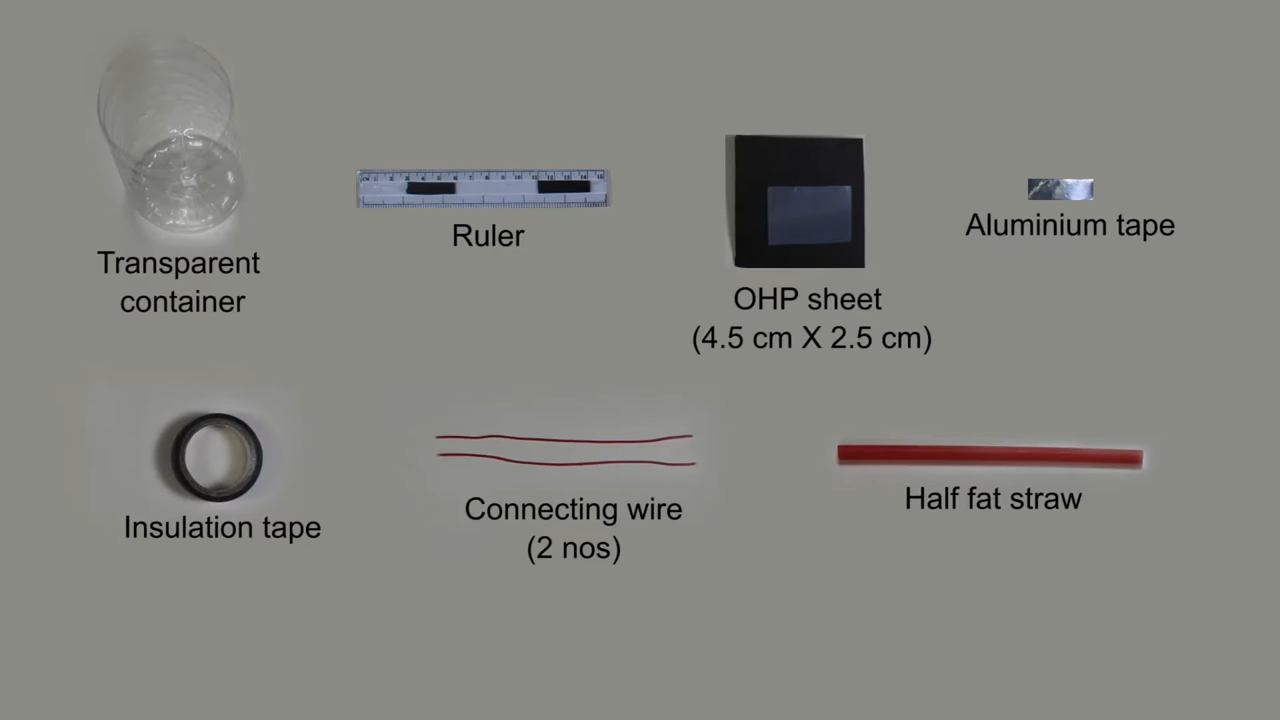 Transparent
container
Ruler
OHP sheet
(4.5 cm X 2.5 cm)
Aluminium tape
Insulation tape
Connecting wire
(2 nos)
Half fat straw